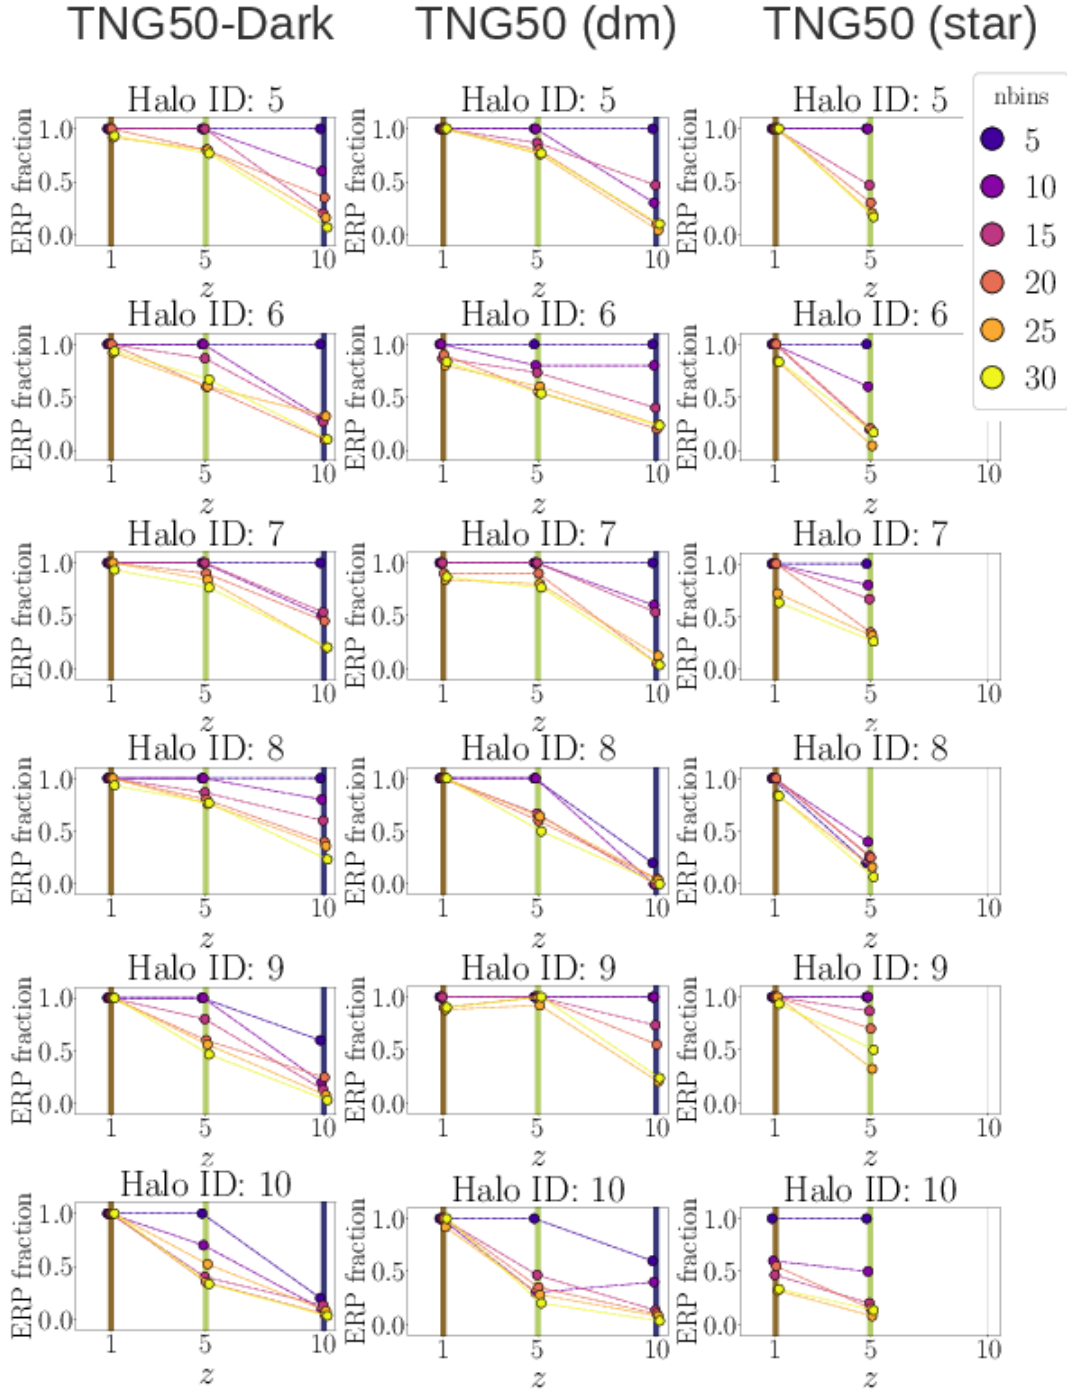 TNG50-Dark TNG50 (dm) TNG50 (star)
Halo ID: 5 Halo ID: 5 Halo ID: 5
nbins
5
10
15
20
25
30
ERP fraction 1.0 0.5 0.0 ERP fraction 1.0 0.5 0.0 ERP fraction 1.0 0.5 0.0
1 5 10 1 5 10 1 5
z z z
Halo ID: 6 Halo ID: 6 Halo ID: 6
ERP fraction 1.0 0.5 0.0 ERP fraction 1.0 0.5 0.0 ERP fraction 1.0 0.5 0.0
1 5 10 1 5 10 1 5 10
z z z
Halo ID: 7 Halo ID: 7 Halo ID: 7
ERP fraction 1.0 0.5 0.0 ERP fraction 1.0 0.5 0.0 ERP fraction 1.0 0.5 0.0
1 5 10 1 5 10 1 5 10
z z z
Halo ID: 8 Halo ID: 8 Halo ID: 8
ERP fraction 1.0 0.5 0.0 ERP fraction 1.0 0.5 0.0 ERP fraction 1.0 0.5 0.0
1 5 10 1 5 10 1 5 10
z z z
Halo ID: 9 Halo ID: 9 Halo ID: 9
ERP fraction 1.0 0.5 0.0 ERP fraction 1.0 0.5 0.0 ERP fraction 1.0 0.5 0.0
1 5 10 1 5 10 1 5 10
z z z
Halo ID: 10 Halo ID: 10 Halo ID: 10
ERP fraction 1.0 0.5 0.0 ERP fraction 1.0 0.5 0.0 ERP fraction 1.0 0.5 0.0
1 5 10 1 5 10 1 5 10
z z z